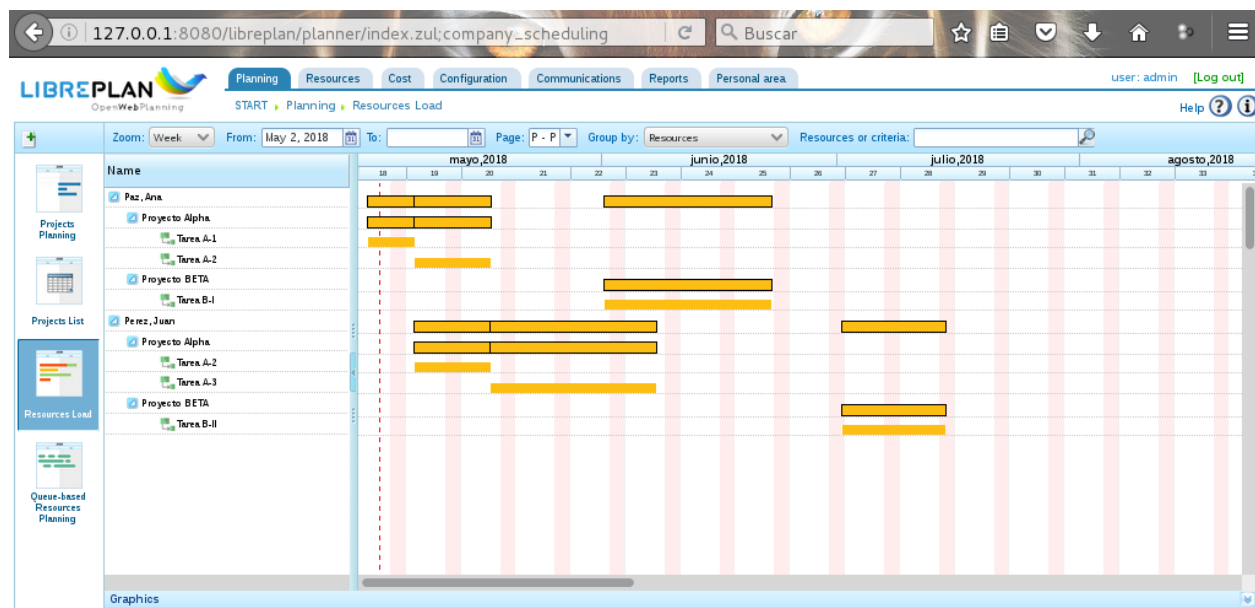 127.0.0.1:8080/libreplan/planner/index.zul;company_scheduling
Buscar
LIBREPLAN
OpenWebPlanning
Planning Resources Cost Configuration Communications Reports Personal area
user: admin [Log out]
START Planning Resources Load
Help
Zoom: Week From: May 2, 2018 To: Page: P - P Group by: Resources Resources or criteria:
Name
mayo,2018 junio,2018 julio,2018 agosto,2018
18 19 20 21 22 23 24 25 26 27 28 29 30 31 32 33
Projects Planning
Projects List
Resources Load
Queue-based Resources Planning
Paz, Ana
Proyecto Alpha
Tarea A-1
Tarea A-2
Proyecto BETA
Tarea B-I
Perez, Juan
Proyecto Alpha
Tarea A-2
Tarea A-3
Proyecto BETA
Tarea B-II
Graphics